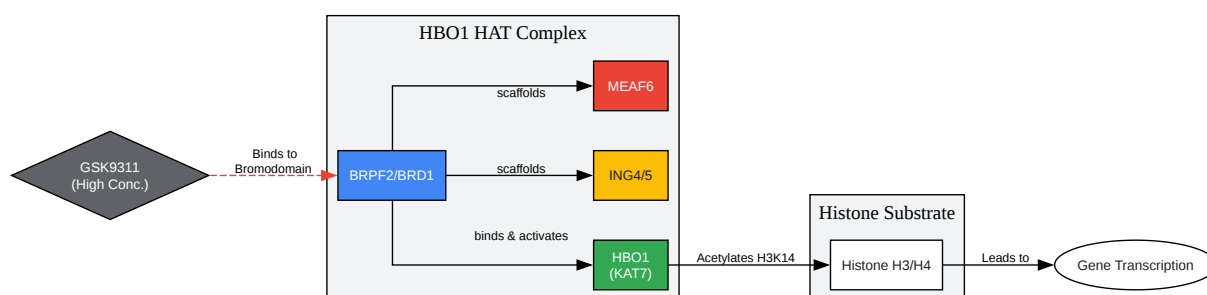 HBO1 HAT Complex
MEAF6
scaffolds
GSK9311
(High Conc.)
Binds to
Bromodomain
BRPF2/BRD1
scaffolds
ING4/5
Histone Substrate
binds & activates
HBO1
(KAT7)
Acetylates H3K14
Histone H3/H4
Leads to
Gene Transcription